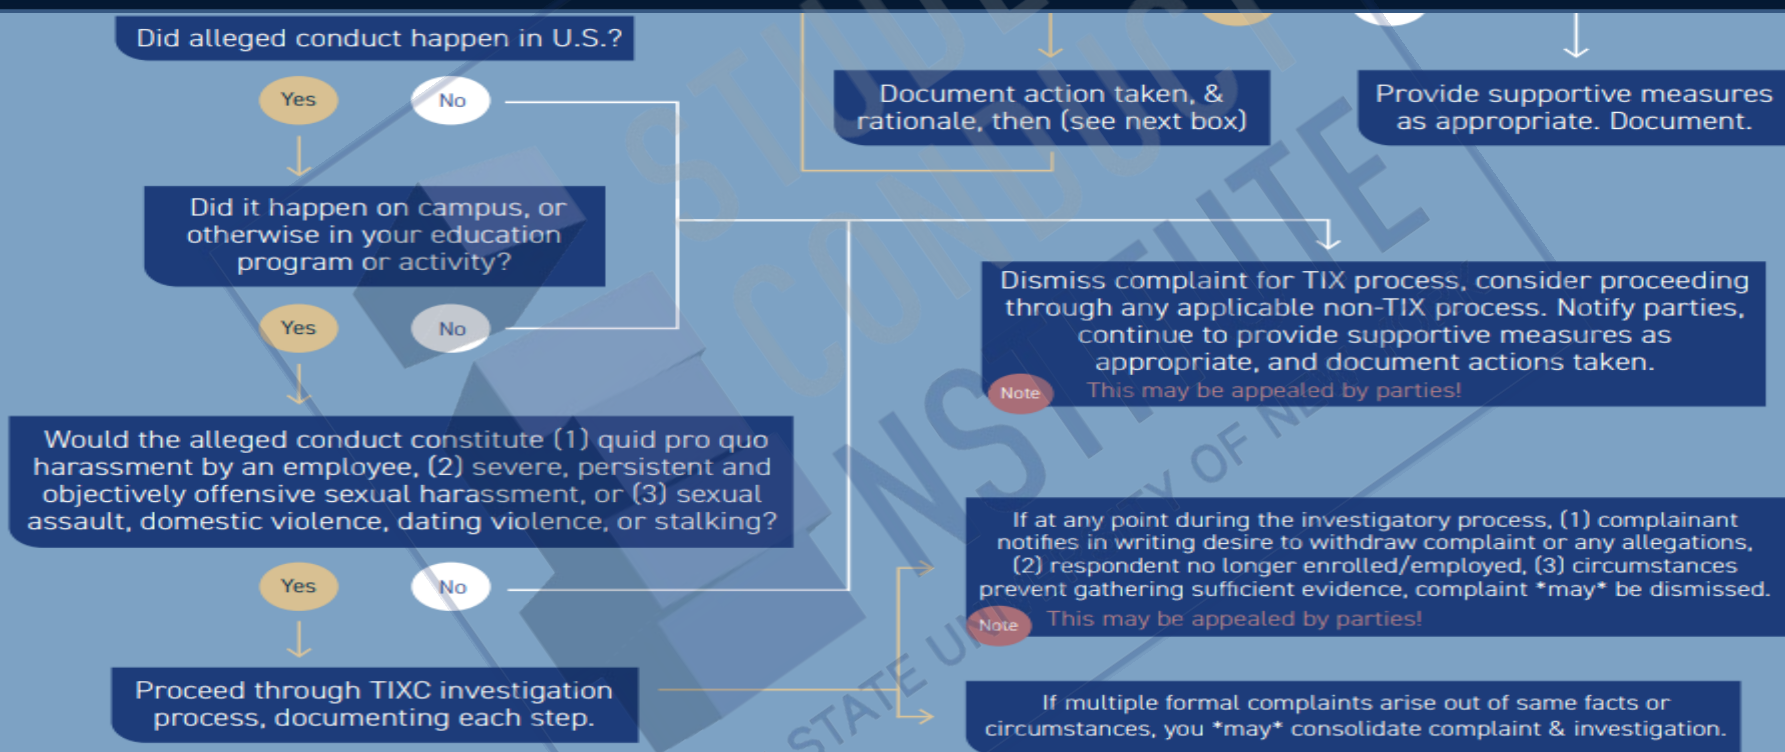 Did alleged conduct happen in U.S.?
Yes
No
Did it happen on campus, or
otherwise in your education
program or activity?
Yes
No
Would the alleged conduct constitute (1) quid pro quo
harassment by an employee, (2) severe, persistent and
objectively offensive sexual harassment, or (3) sexual
assault, domestic violence, dating violence, or stalking?
Yes
No
Proceed through TIXC investigation
process, documenting each step.
Document action taken, &
rationale, then (see next box)
Provide supportive measures
as appropriate. Document.
Dismiss complaint for TIX process, consider proceeding
through any applicable non-TIX process. Notify parties,
continue to provide supportive measures as
appropriate, and document actions taken.
Note This may be appealed by parties!
If at any point during the investigatory process, (1) complainant
notifies in writing desire to withdraw complaint or any allegations,
(2) respondent no longer enrolled/employed, (3) circumstances
prevent gathering sufficient evidence, complaint *may* be dismissed.
Note This may be appealed by parties!
If multiple formal complaints arise out of same facts or
circumstances, you *may* consolidate complaint & investigation.
CONDUCT
INSTITUTE
STATE
OF